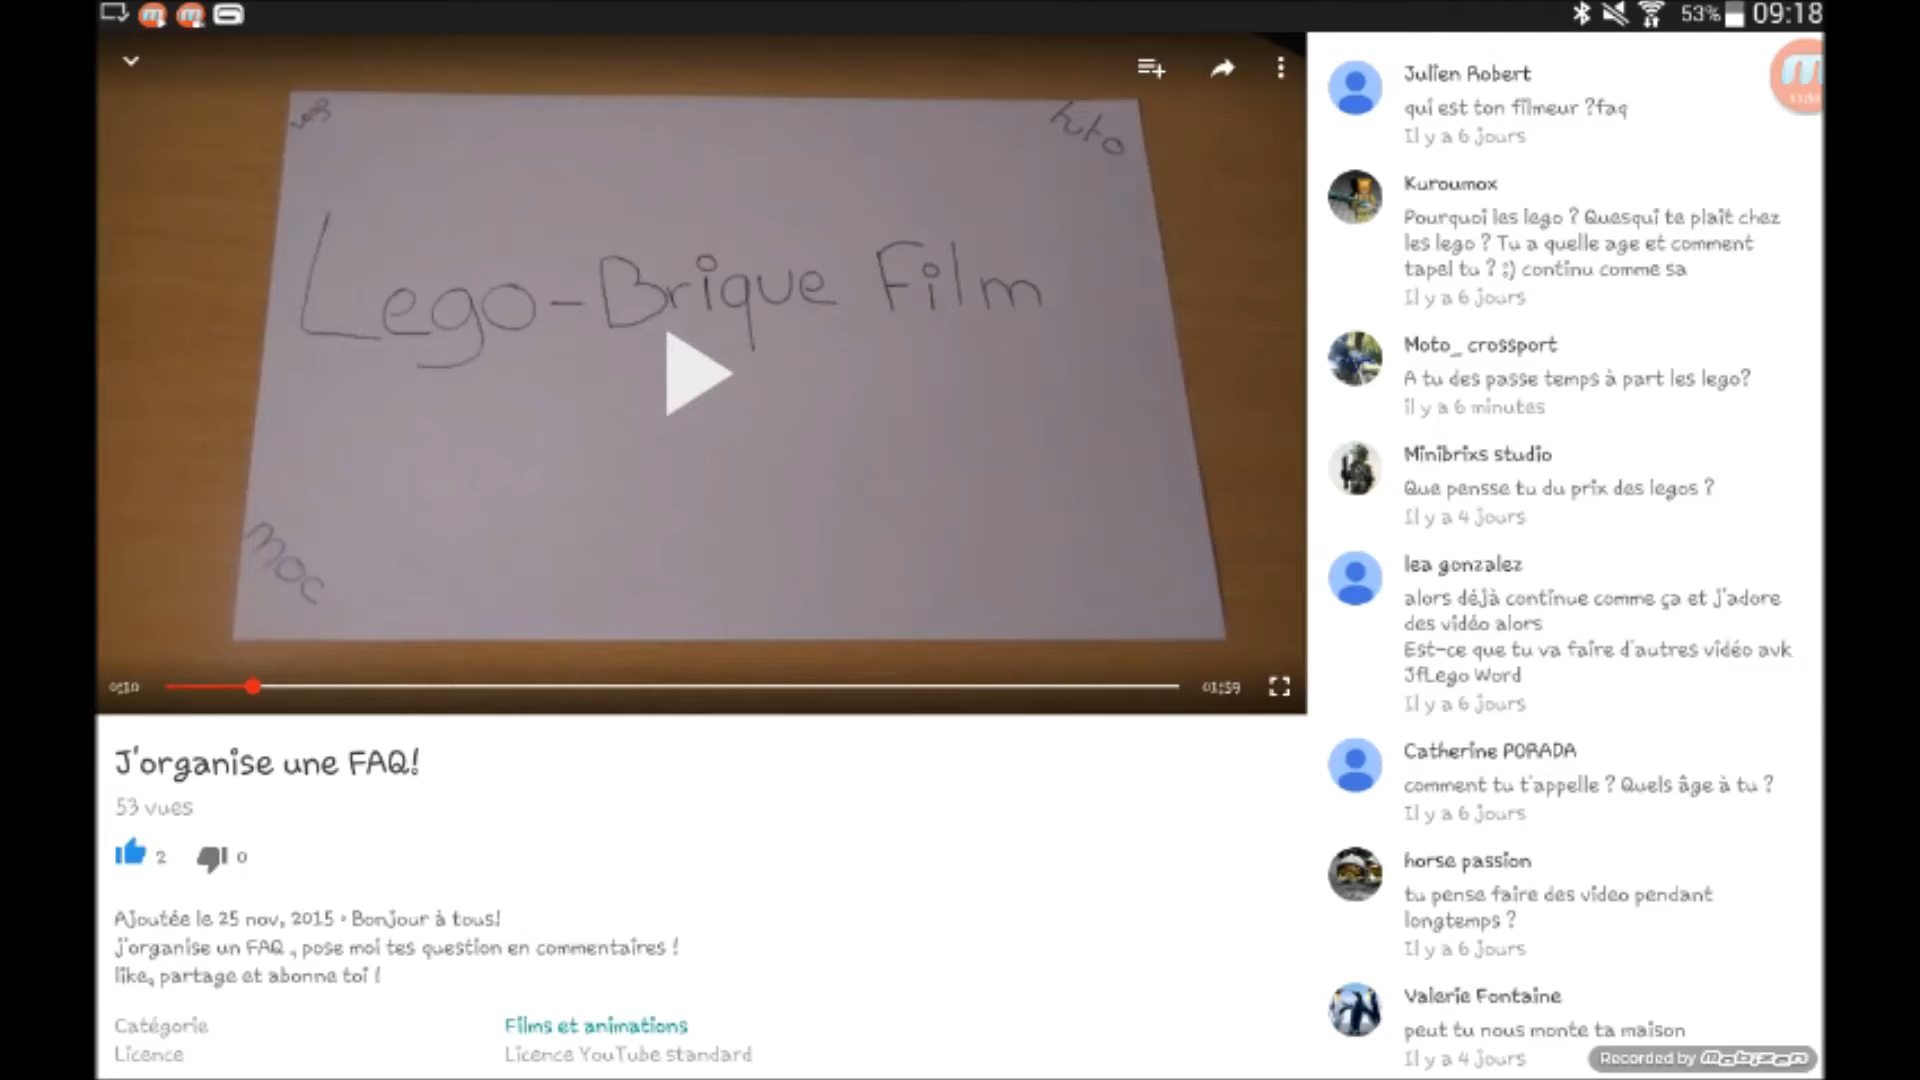 53% 09:18
tuto
Lego-Brique Film
moc
0:10
01:59
J'organise une FAQ!
53 vues
2
0
Ajoutée le 25 nov. 2015 • Bonjour à tous!
j'organise un FAQ , pose moi tes question en commentaires !
like, partage et abonne toi !
Catégorie
Films et animations
Licence
Licence YouTube standard
Julien Robert
qui est ton filmeur ?faq
Il y a 6 jours
Kuroumox
Pourquoi les lego ? Quesqui te plait chez
les lego ? Tu a quelle age et comment
tapel tu ? ;) continu comme sa
Il y a 6 jours
Moto_ crossport
A tu des passe temps à part les lego?
il y a 6 minutes
Minibrixs studio
Que pensse tu du prix des legos ?
Il y a 4 jours
lea gonzalez
alors déjà continue comme ça et j'adore
des vidéo alors
Est-ce que tu va faire d'autres vidéo avk
JfLego Word
Il y a 6 jours
Catherine PORADA
comment tu t'appelle ? Quels âge à tu ?
Il y a 6 jours
horse passion
tu pense faire des video pendant
longtemps ?
Il y a 6 jours
Valerie Fontaine
peut tu nous monte ta maison
Il y a 4 jours
Recorded by Mobizen